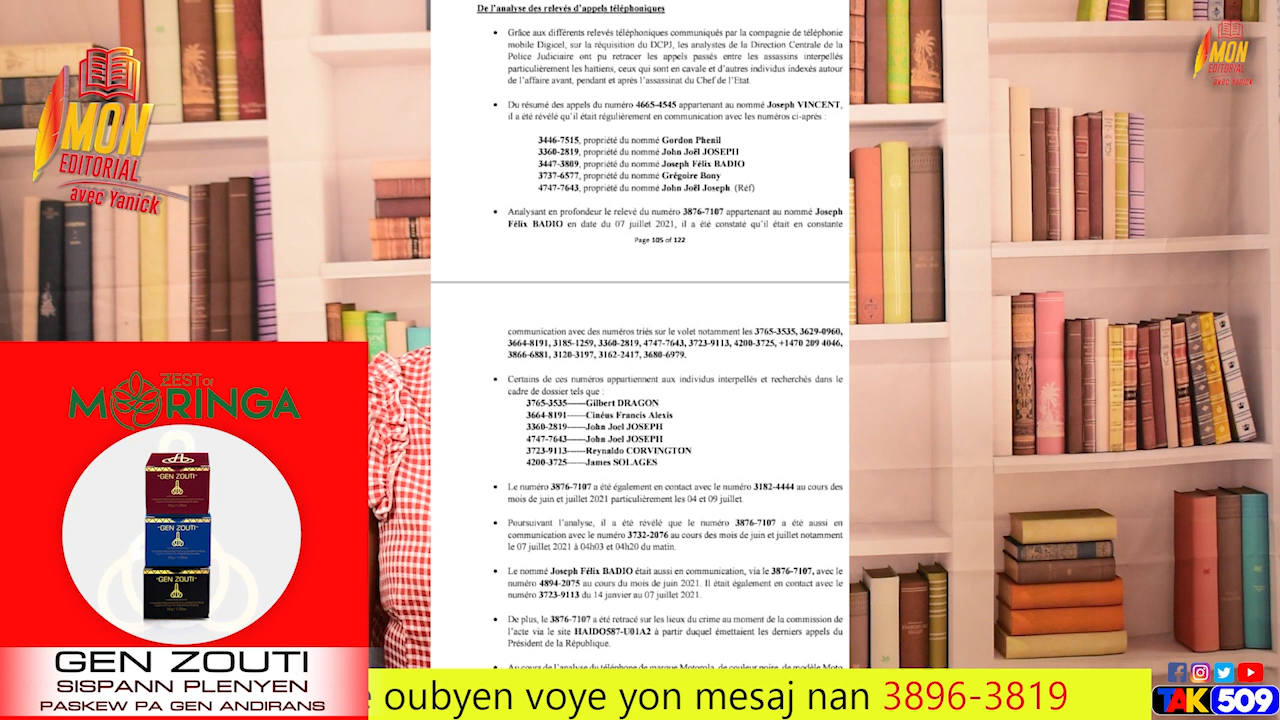 MON
EDITORIAL
avec Yanick
MON
EDITORIAL
avec Yanick
De l'analyse des relevés d'appels téléphoniques
• Grâce aux différents relevés téléphoniques communiqués par la compagnie de téléphonie
mobile Digicel, sur la réquisition du DCPJ, les analystes de la Direction Centrale de la
Police Judiciaire ont pu retracer les appels passés entre les assassins interpellés
particulièrement les haïtiens, ceux qui sont en cavale et d'autres individus indexés autour
de l'affaire avant, pendant et après l'assassinat du Chef de l'Etat.
• Du résumé des appels du numéro 4665-4545 appartenant au nommé Joseph VINCENT,
il a été révélé qu'il était régulièrement en communication avec les numéros ci-après :
3446-7515, propriété du nommé Gordon Phenil
3360-2819, propriété du nommé John Joël JOSEPH
3447-3809, propriété du nommé Joseph Félix BADIO
3737-6577, propriété du nommé Grégoire Bony
4747-7643, propriété du nommé John Joël Joseph. (Réf)
• Analysant en profondeur le relevé du numéro 3876-7107 appartenant au nommé Joseph
Félix BADIO en date du 07 juillet 2021, il a été constaté qu'il était en constante
Page 105 of 122
communication avec des numéros triés sur le volet notamment les 3765-3535, 3629-0960,
3664-8191, 3185-1259, 3360-2819, 4747-7643, 3723-9113, 4200-3725, +1470 209 4046,
3866-6881, 3120-3197, 3162-2417, 3680-6979.
• Certains de ces numéros appartiennent aux individus interpellés et recherchés dans le
cadre de dossier tels que :
3765-3535------Gilbert DRAGON
3664-8191------Cinéus Francis Alexis
3360-2819------John Joel JOSEPH
4747-7643------John Joel JOSEPH
3723-9113------Reynaldo CORVINGTON
4200-3725------James SOLAGES
• Le numéro 3876-7107 a été également en contact avec le numéro 3182-4444 au cours des
mois de juin et juillet 2021 particulièrement les 04 et 09 juillet.
• Poursuivant l'analyse, il a été révélé que le numéro 3876-7107 a été aussi en
communication avec le numéro 3732-2076 au cours des mois de juin et juillet notamment
le 07 juillet 2021 à 04h03 et 04h20 du matin.
• Le nommé Joseph Félix BADIO était aussi en communication, via le 3876-7107, avec le
numéro 4894-2075 au cours du mois de juin 2021. Il était également en contact avec le
numéro 3723-9113 du 14 janvier au 07 juillet 2021.
• De plus, le 3876-7107 a été retracé sur les lieux du crime au moment de la commission de
l'acte via le site HAIDO587-U01A2 à partir duquel émettaient les derniers appels du
Président de la République.
• Au cours de l'analyse du téléphone de marque Motorola, de couleur noire, de modèle Moto
ZEST OF
MORINGA
-GEN ZOUTI-
-GEN ZOUTI-
-GEN ZOUTI-
GEN ZOUTI
SISPANN PLENYEN
PASKEW PA GEN ANDIRANS
oubyen voye yon mesaj nan 3896-3819
TAK 509